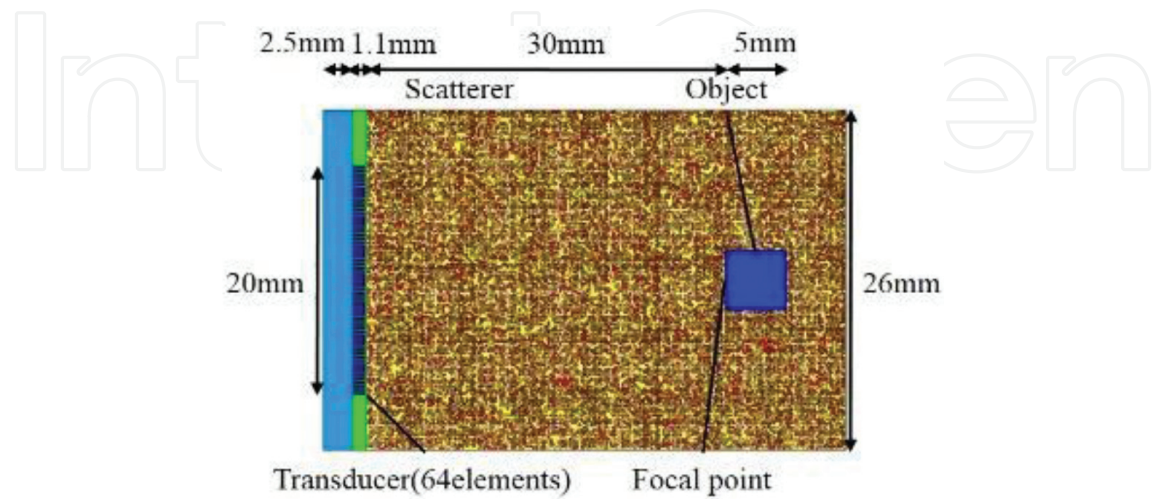 2.5mm 1.1mm 30mm 5mm
Scatterer Object
20mm
26mm
Transducer(64elements) Focal point